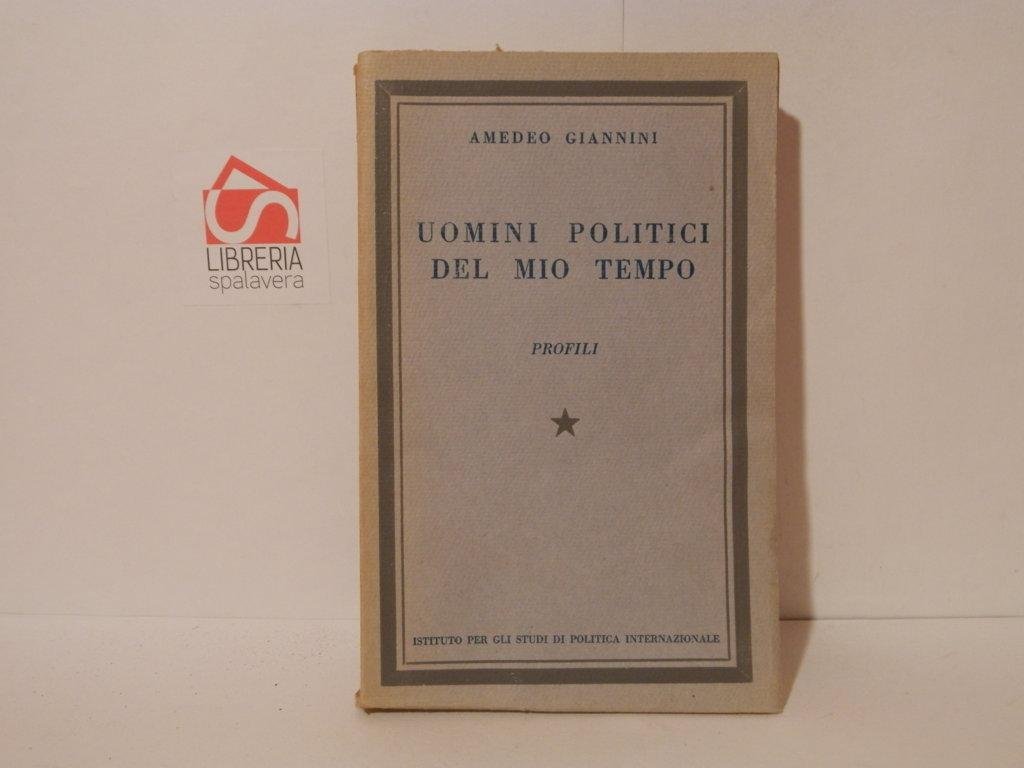 AMEDEO GIANNINI
UOMINI POLITICI
DEL MIO TEMPO
PROFILI
ISTITUTO PER GLI STUDI DI POLITICA INTERNAZIONALE
LIBRERIA
spalavera